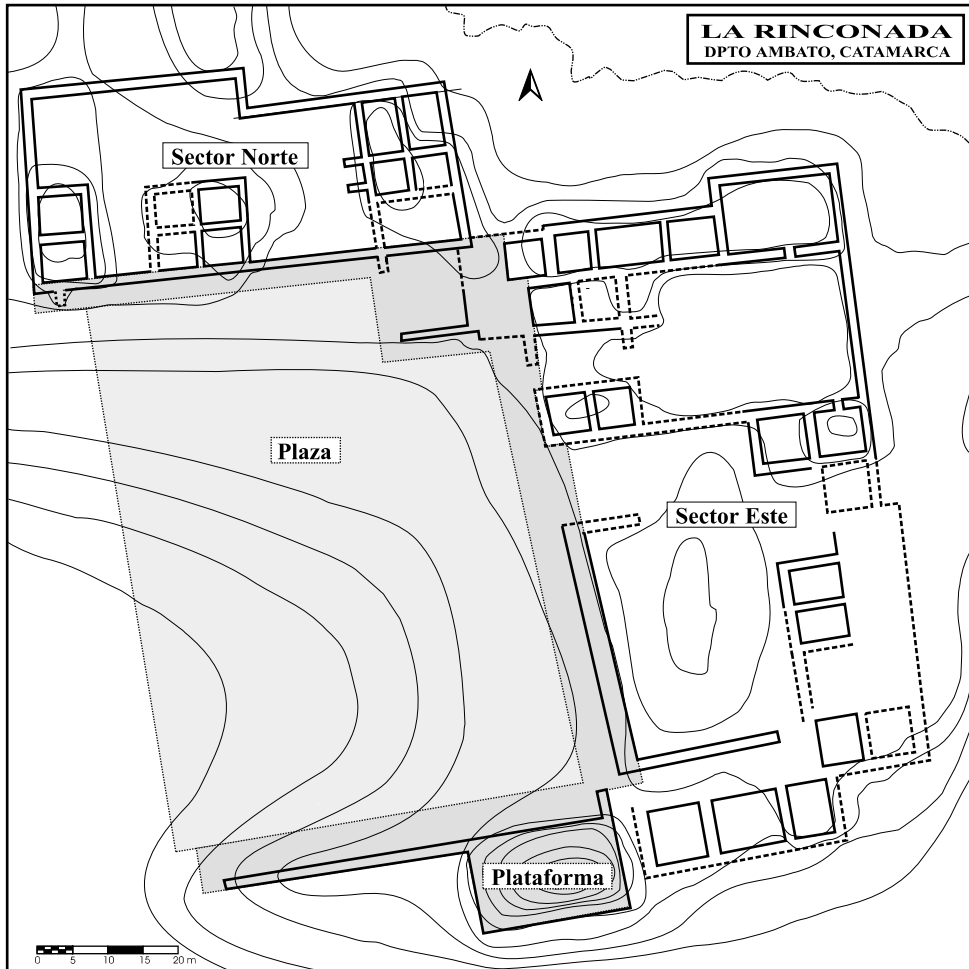 LA RINCONADA
DPTO AMBATO, CATAMARCA
Sector Norte
Plaza
Sector Este
Plataforma
0 5 10 15 20 m